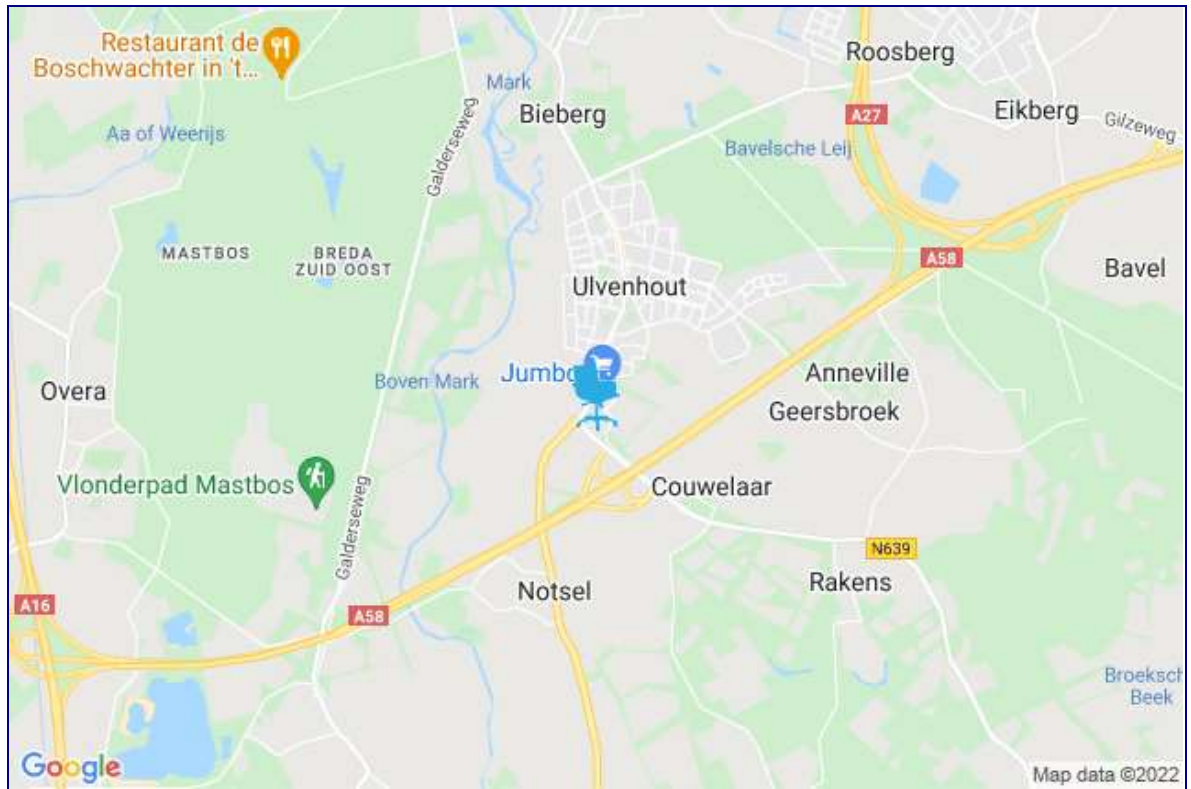 Restaurant de
Boschwachter in 't...
Roosberg
Mark
Bieberg
A27
Eikberg
Gilzeweg
Aa of Weerijs
Galderseweg
Bavelsche Leij
MASTBOS
BREDA
ZUID OOST
A58
Bavel
Ulvenhout
Jumbo
Boven Mark
Overa
Anneville
Geersbroek
Vlonderpad Mastbos
Couwelaar
Galderseweg
N639
Notsel
Rakens
A16
A58
Broeksch
Beek
Google
Map data ©2022